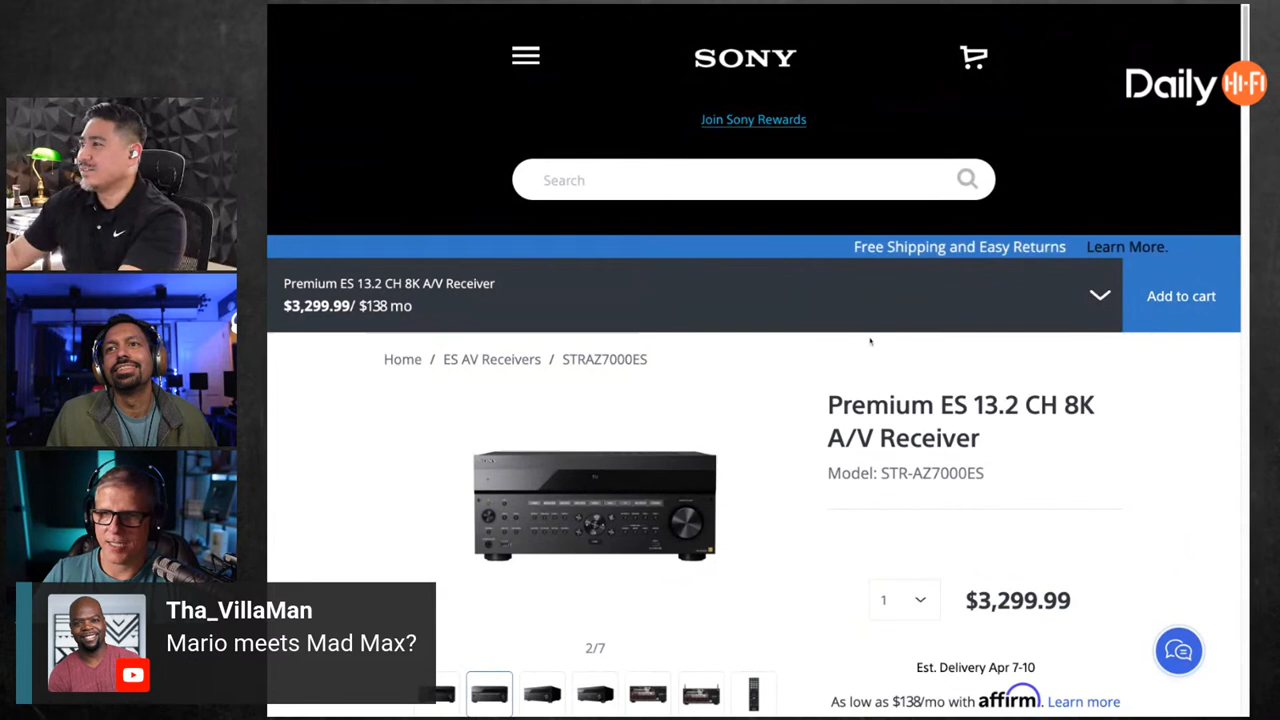 SONY
Daily HI-FI
Join Sony Rewards
Search
Free Shipping and Easy Returns Learn More.
Premium ES 13.2 CH 8K A/V Receiver
$3,299.99/ $138 mo
Add to cart
Home / ES AV Receivers / STRAZ7000ES
Premium ES 13.2 CH 8K
A/V Receiver
Model: STR-AZ7000ES
1
$3,299.99
2/7
Est. Delivery Apr 7-10
As low as $138/mo with affirm. Learn more
Tha_VillaMan
Mario meets Mad Max?